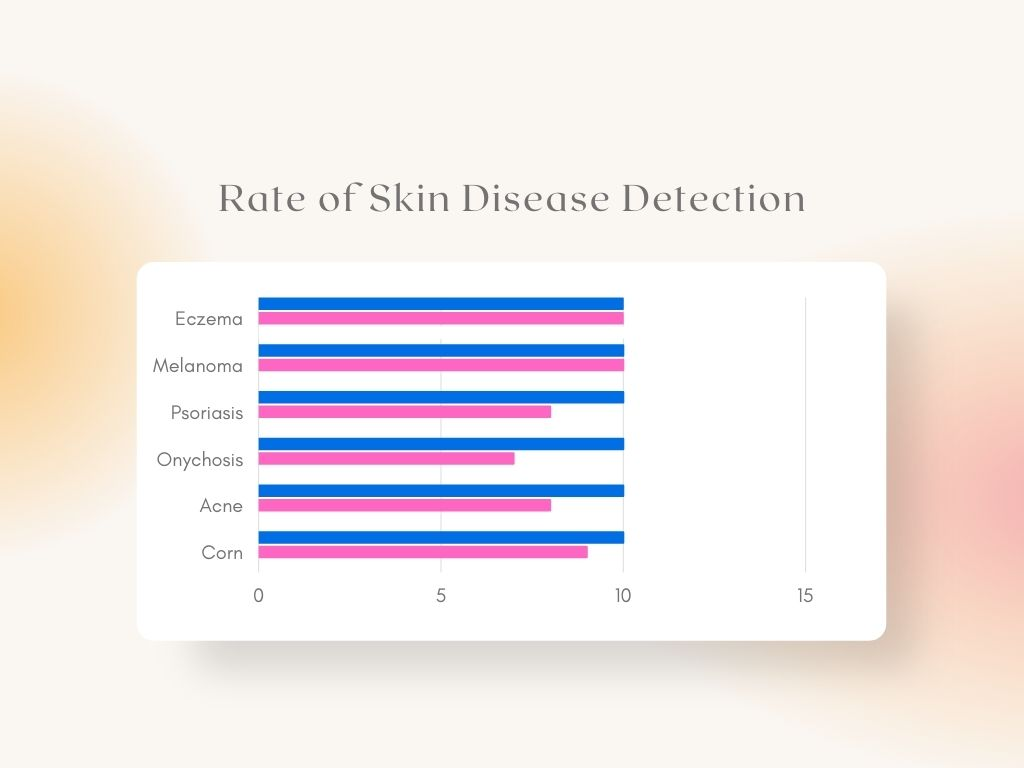 Rate of Skin Disease Detection
Eczema
Melanoma
Psoriasis
Onychosis
Acne
Corn
0 5 10 15